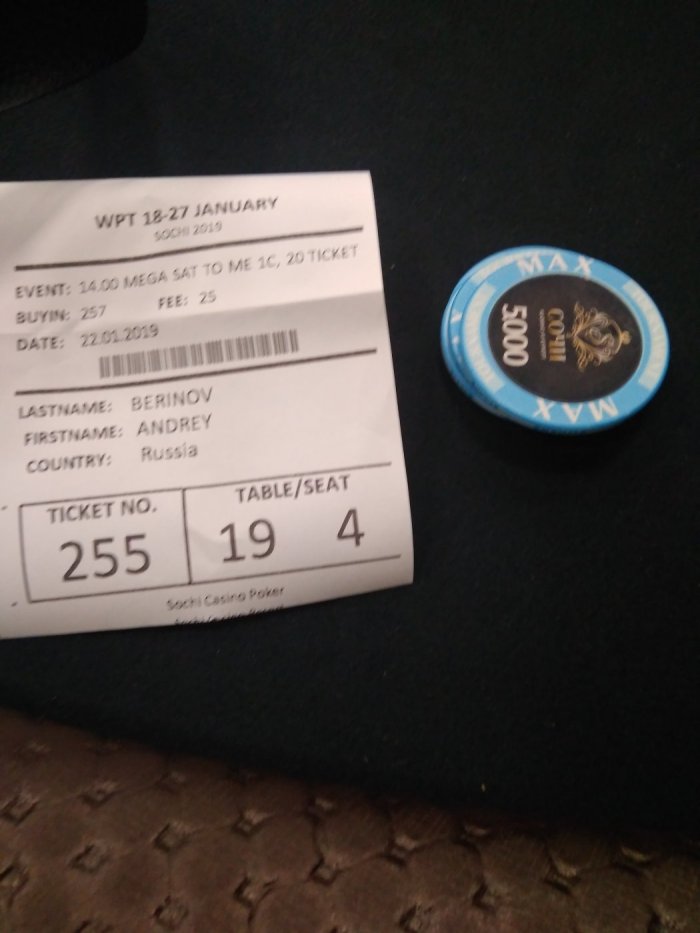 WPT 18-27 JANUARY
SOCHI 2019
EVENT: 14.00 MEGA SAT TO ME 1C, 20 TICKET
BUYIN: 257 FEE: 25
DATE: 22.01.2019
LASTNAME: BERINOV
FIRSTNAME: ANDREY
COUNTRY: Russia
TICKET NO. TABLE/SEAT
255 19 4
Sochi Casino Poker
MAX
СОЧИ
5000
MAX